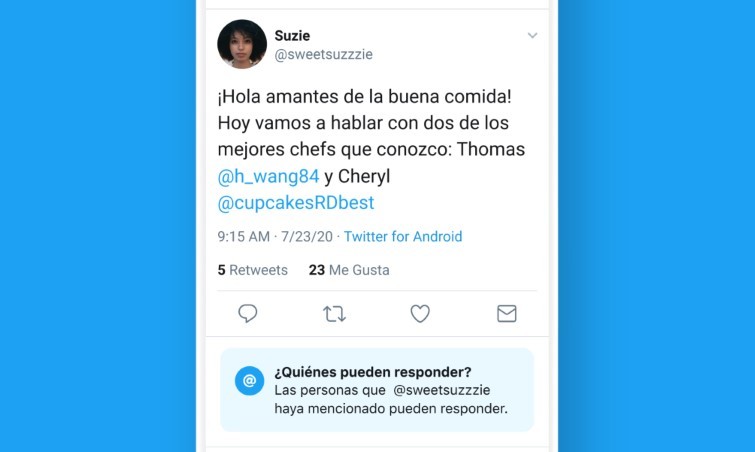 Suzie
@sweetsuzzzie
¡Hola amantes de la buena comida!
Hoy vamos a hablar con dos de los
mejores chefs que conozco: Thomas
@h_wang84 y Cheryl
@cupcakesRDbest
9:15 AM · 7/23/20 · Twitter for Android
5 Retweets 23 Me Gusta
@
¿Quiénes pueden responder?
Las personas que @sweetsuzzzie
haya mencionado pueden responder.